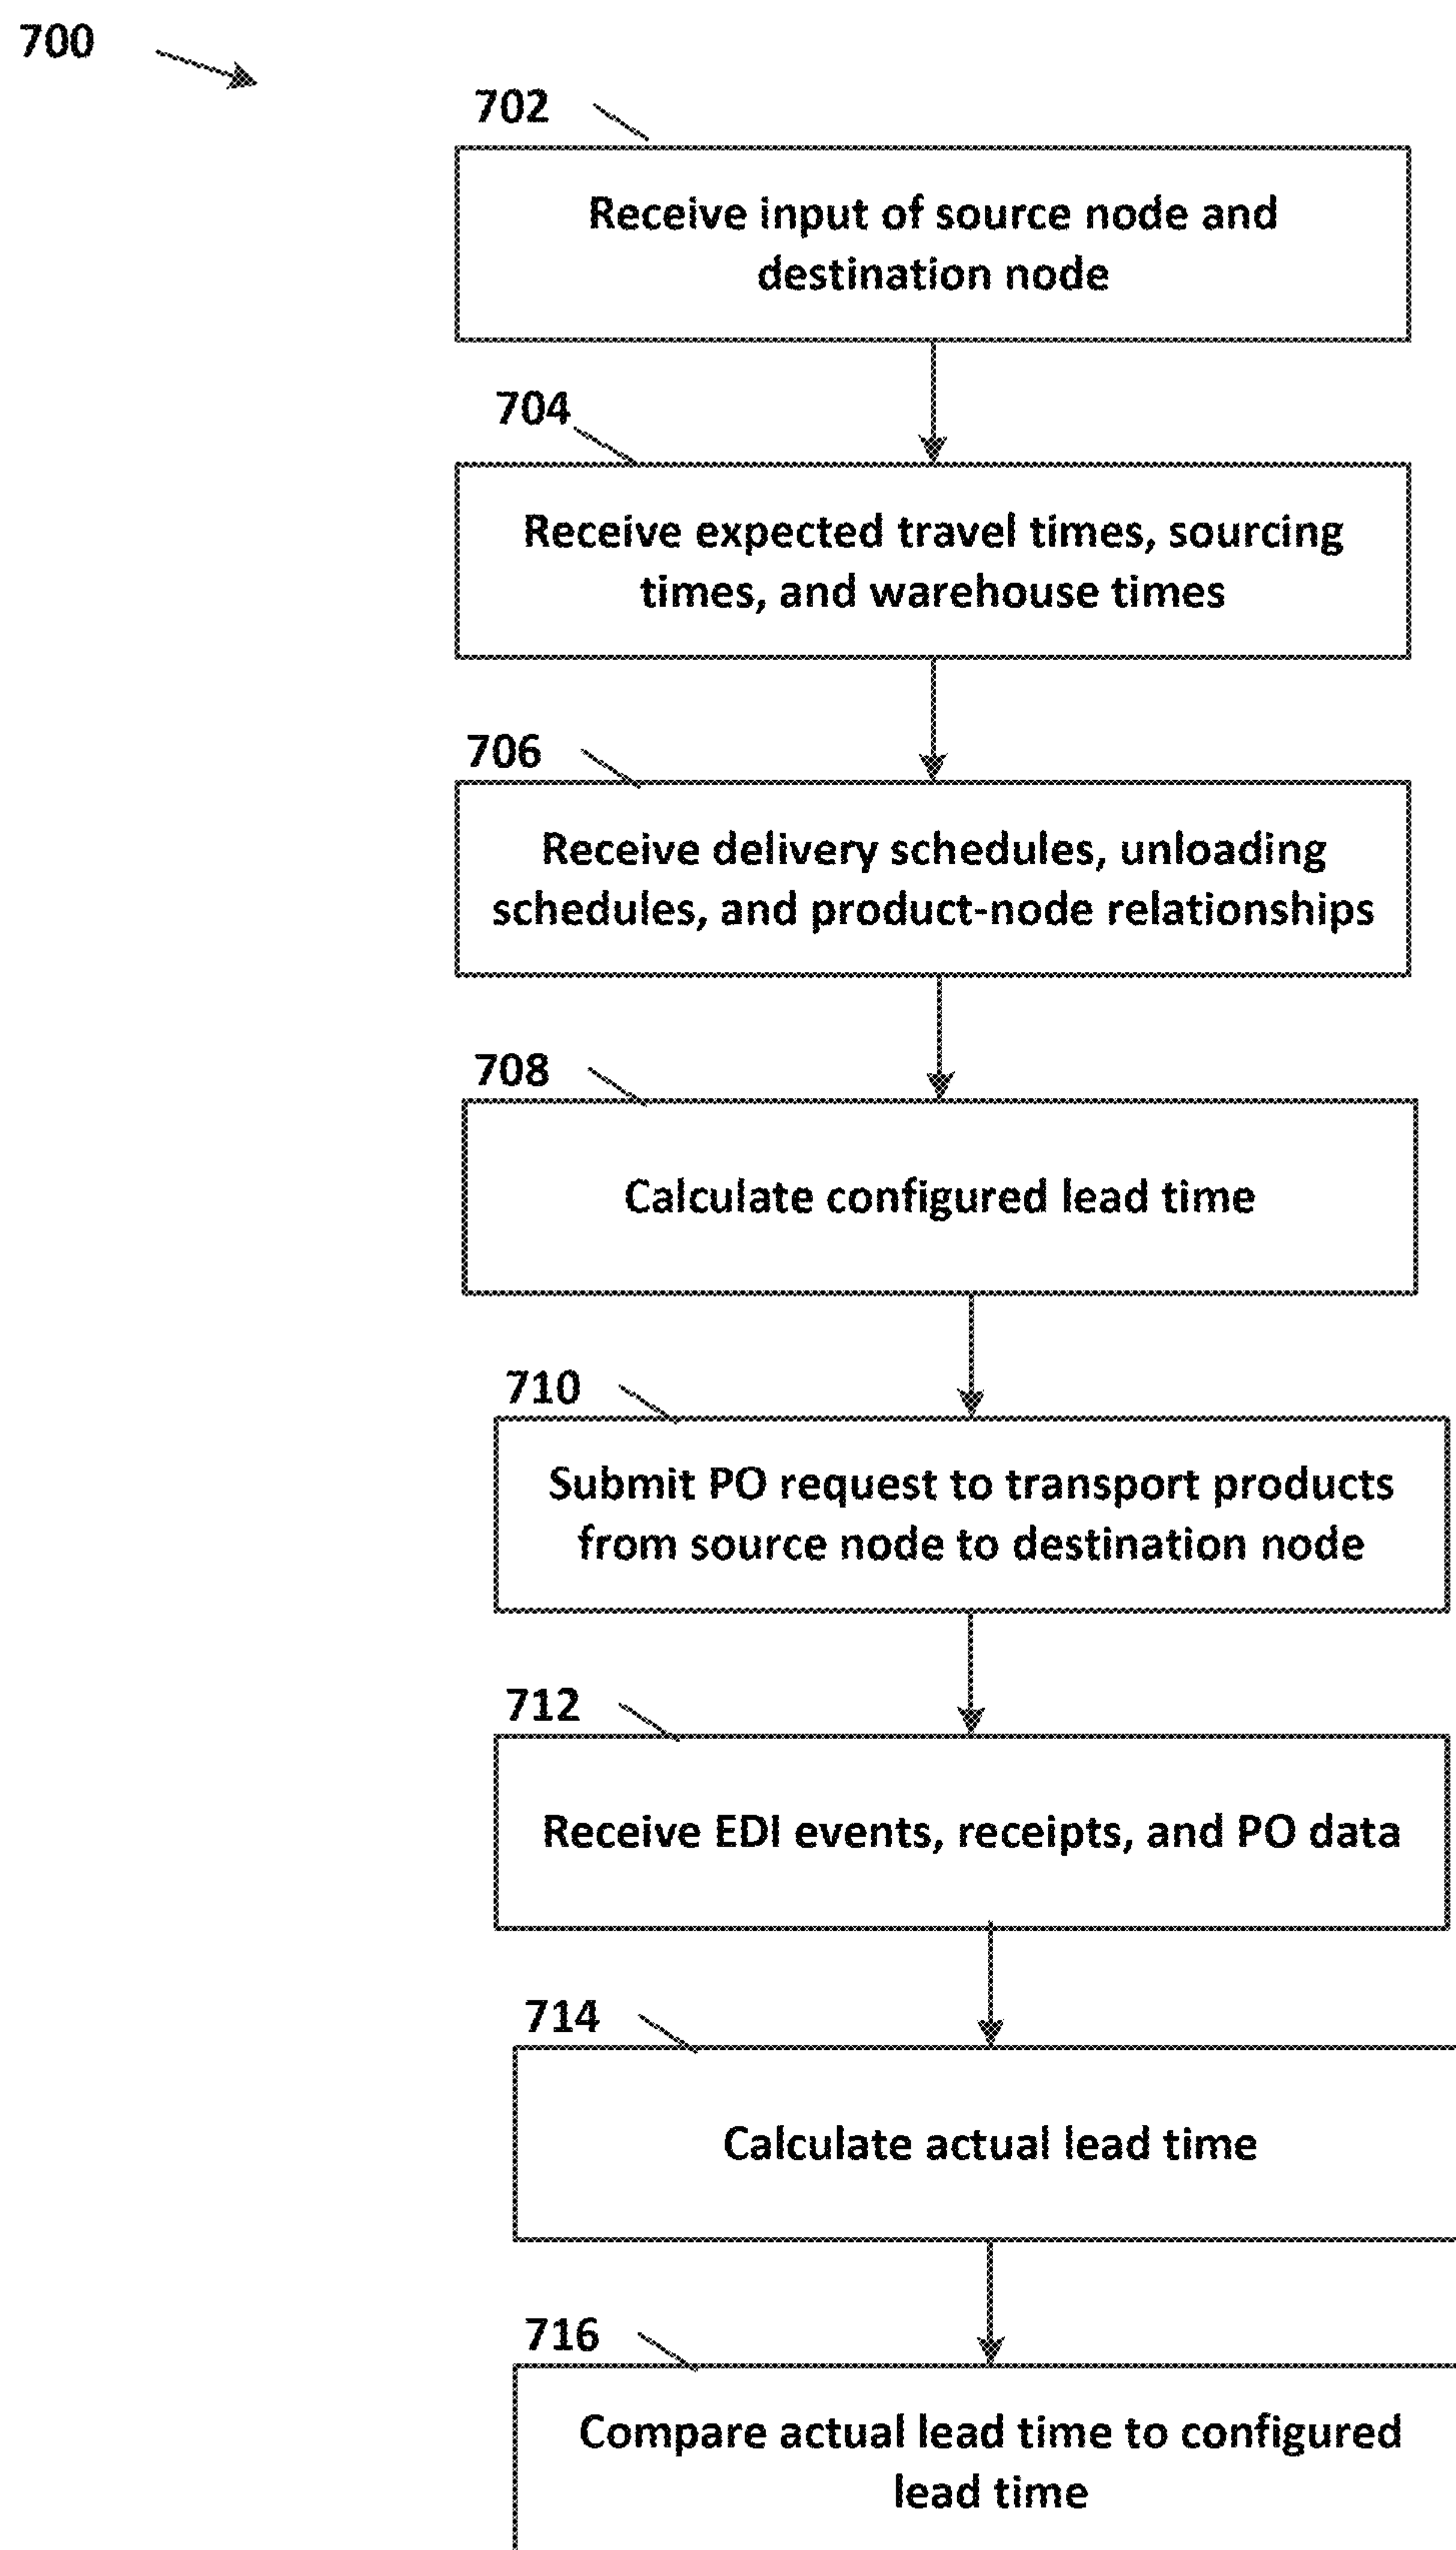 700
702
Receive input of source node and
destination node
704
Receive expected travel times, sourcing
times, and warehouse times
706
Receive delivery schedules, unloading
schedules, and product-node relationships
708
Calculate configured lead time
710
Submit PO request to transport products
from source node to destination node
712
Receive EDI events, receipts, and PO data
714
Calculate actual lead time
716
Compare actual lead time to configured
lead time